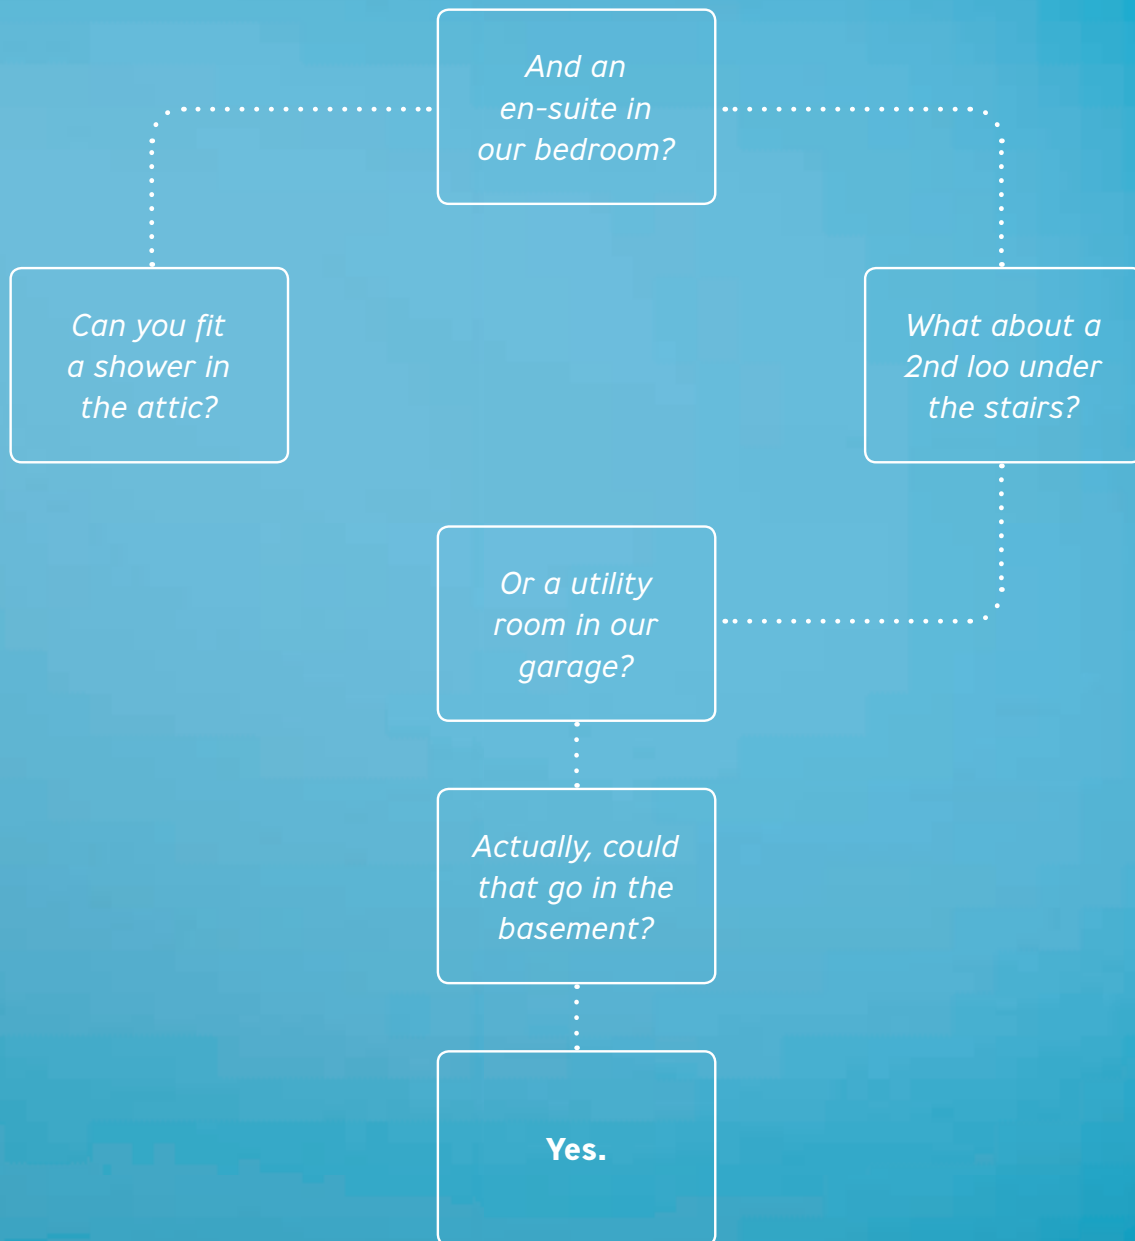 Can you fit
a shower in
the attic?
And an
en-suite in
our bedroom?
What about a
2nd loo under
the stairs?
Or a utility
room in our
garage?
Actually, could
that go in the
basement?
Yes.